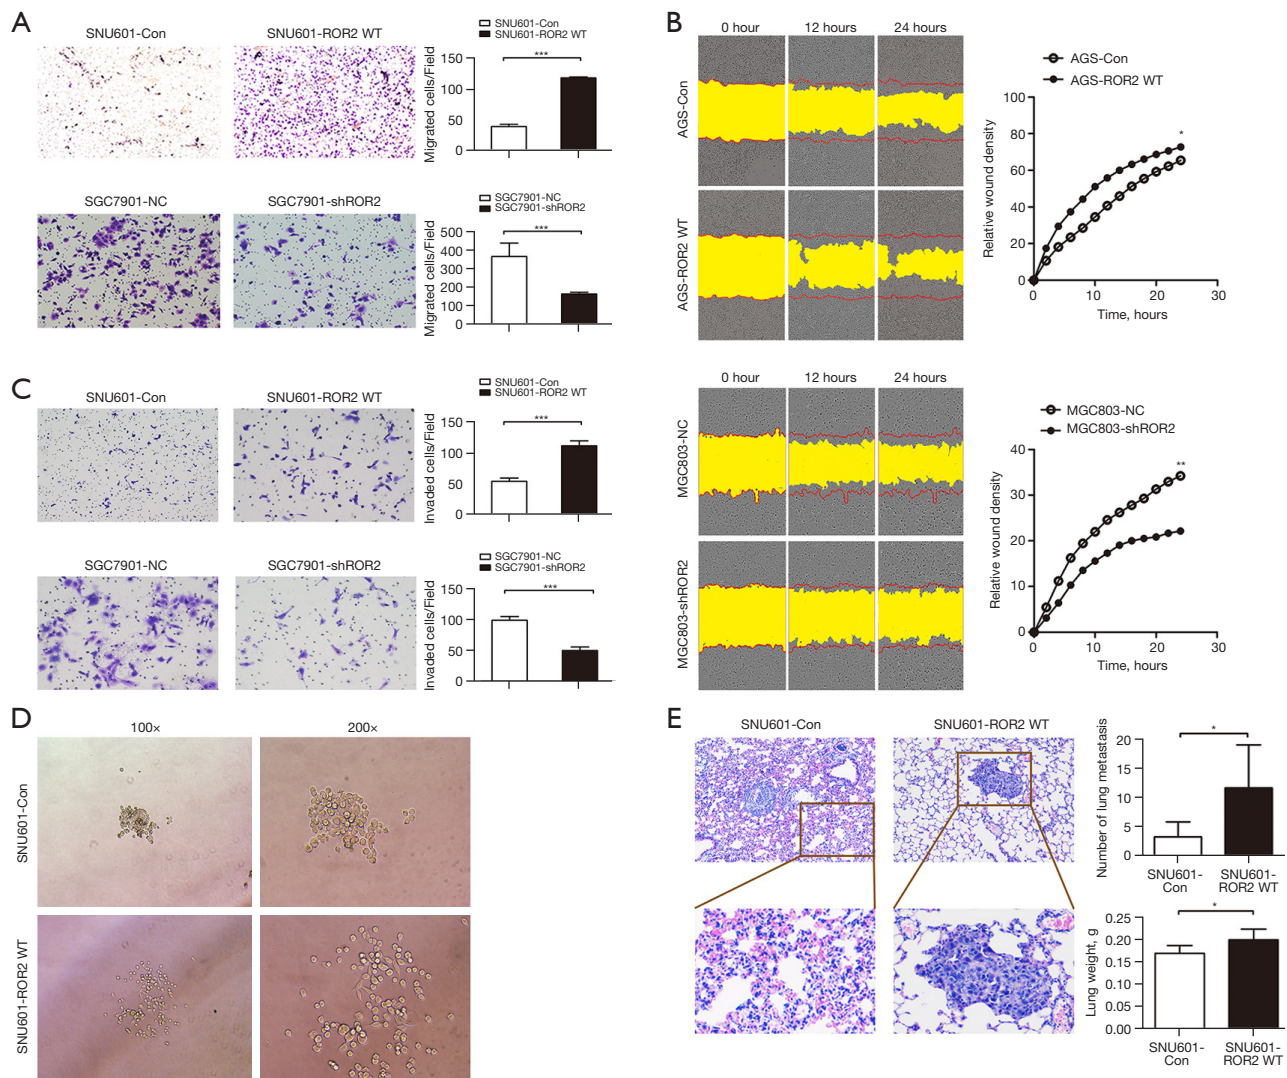 A
SNU601-Con
SNU601-ROR2 WT
SNU601-Con
SNU601-ROR2 WT
Migrated cells/Field
150
100
50
0
***
SGC7901-NC
SGC7901-shROR2
SGC7901-NC
SGC7901-shROR2
Migrated cells/Field
500
400
300
200
100
0
***
B
0 hour
12 hours
24 hours
AGS-Con
AGS-ROR2 WT
AGS-Con
AGS-ROR2 WT
Relative wound density
100
80
60
40
20
0
*
0
10
20
30
Time, hours
0 hour
12 hours
24 hours
MGC803-NC
MGC803-shROR2
MGC803-NC
MGC803-shROR2
Relative wound density
40
30
20
10
0
**
0
10
20
30
Time, hours
C
SNU601-Con
SNU601-ROR2 WT
SNU601-Con
SNU601-ROR2 WT
Invaded cells/Field
150
100
50
0
***
SGC7901-NC
SGC7901-shROR2
SGC7901-NC
SGC7901-shROR2
Invaded cells/Field
150
100
50
0
***
D
100×
200×
SNU601-Con
SNU601-ROR2 WT
E
SNU601-Con
SNU601-ROR2 WT
Number of lung metastasis
20
15
10
5
0
*
SNU601-
Con
SNU601-
ROR2 WT
Lung weight, g
0.25
0.20
0.15
0.10
0.05
0.00
*
SNU601-
Con
SNU601-
ROR2 WT